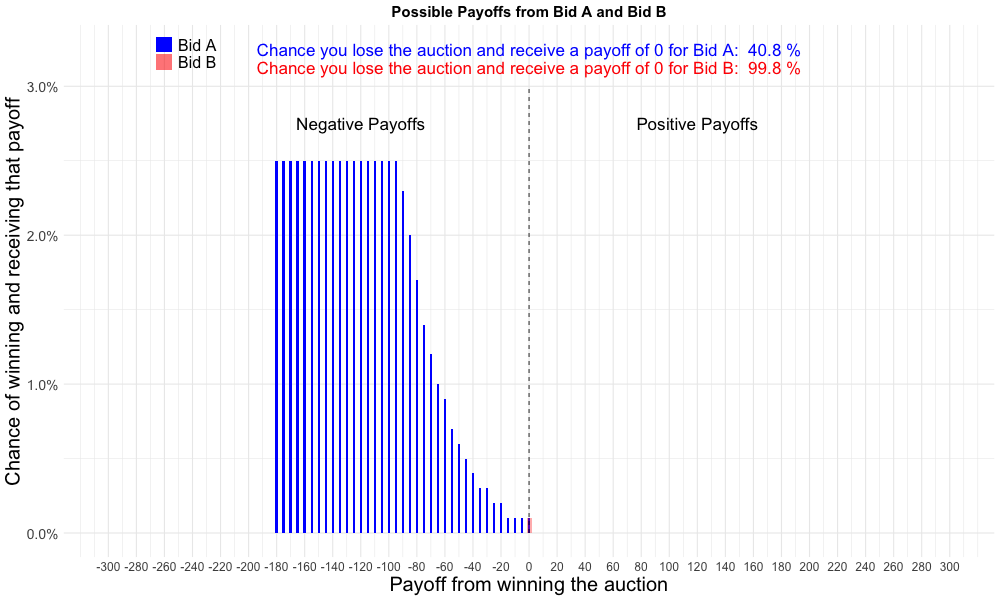 Possible Payoffs from Bid A and Bid B
Bid A
Bid B
Chance you lose the auction and receive a payoff of 0 for Bid A: 40.8 %
Chance you lose the auction and receive a payoff of 0 for Bid B: 99.8 %
Negative Payoffs
Positive Payoffs
Chance of winning and receiving that payoff
3.0%
2.0%
1.0%
0.0%
-300 -280 -260 -240 -220 -200 -180 -160 -140 -120 -100 -80 -60 -40 -20 0 20 40 60 80 100 120 140 160 180 200 220 240 260 280 300
Payoff from winning the auction